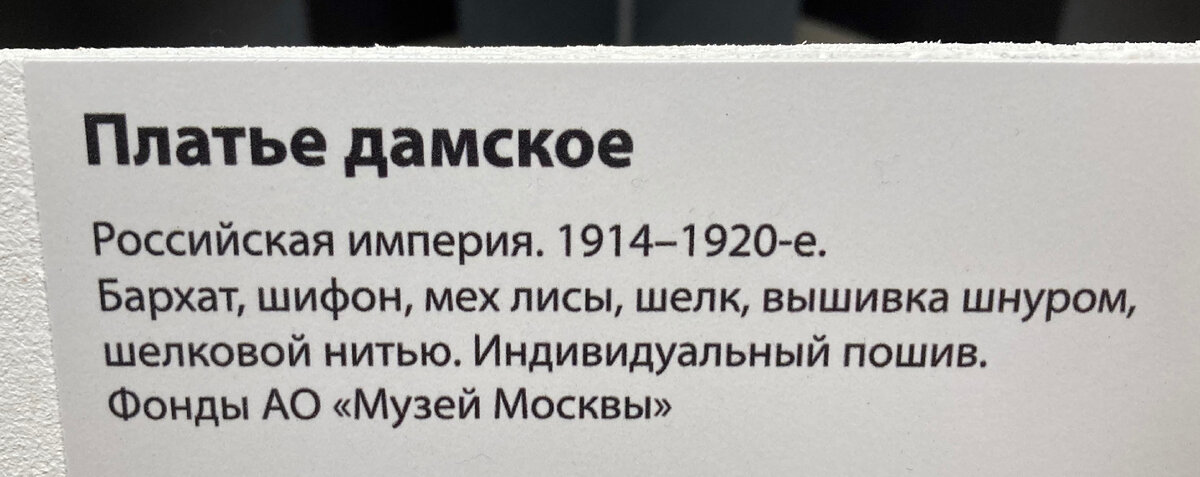 Платье дамское
Российская империя. 1914–1920-е.
Бархат, шифон, мех лисы, шелк, вышивка шнуром,
шелковой нитью. Индивидуальный пошив.
Фонды АО «Музей Москвы»